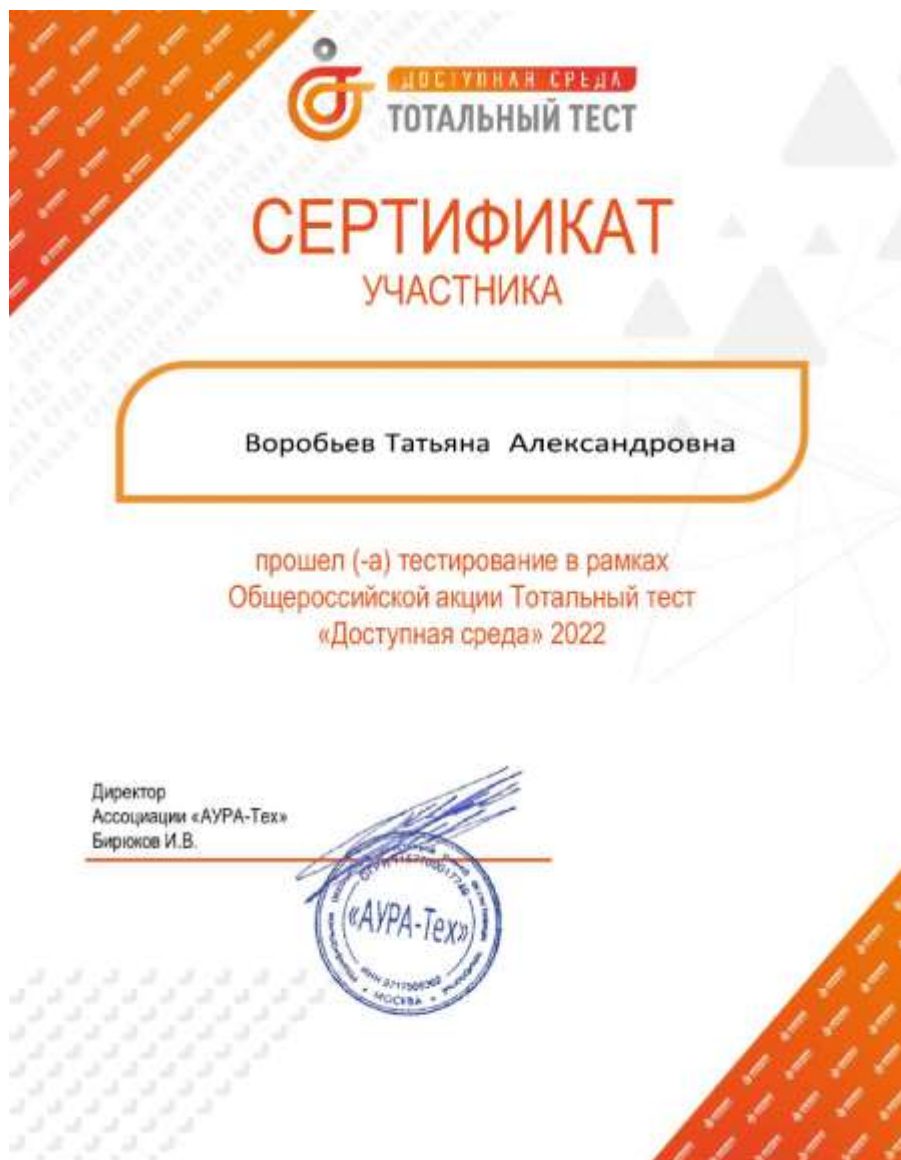 ДОСТУПНАЯ СРЕДА
ТОТАЛЬНЫЙ ТЕСТ
СЕРТИФИКАТ
УЧАСТНИКА
Воробьев Татьяна Александровна
прошел (-а) тестирование в рамках
Общероссийской акции Тотальный тест
«Доступная среда» 2022
Директор
Ассоциации «АУРА-Тех»
Бирюков И.В.
«АУРА-Тех»
МОСКВА